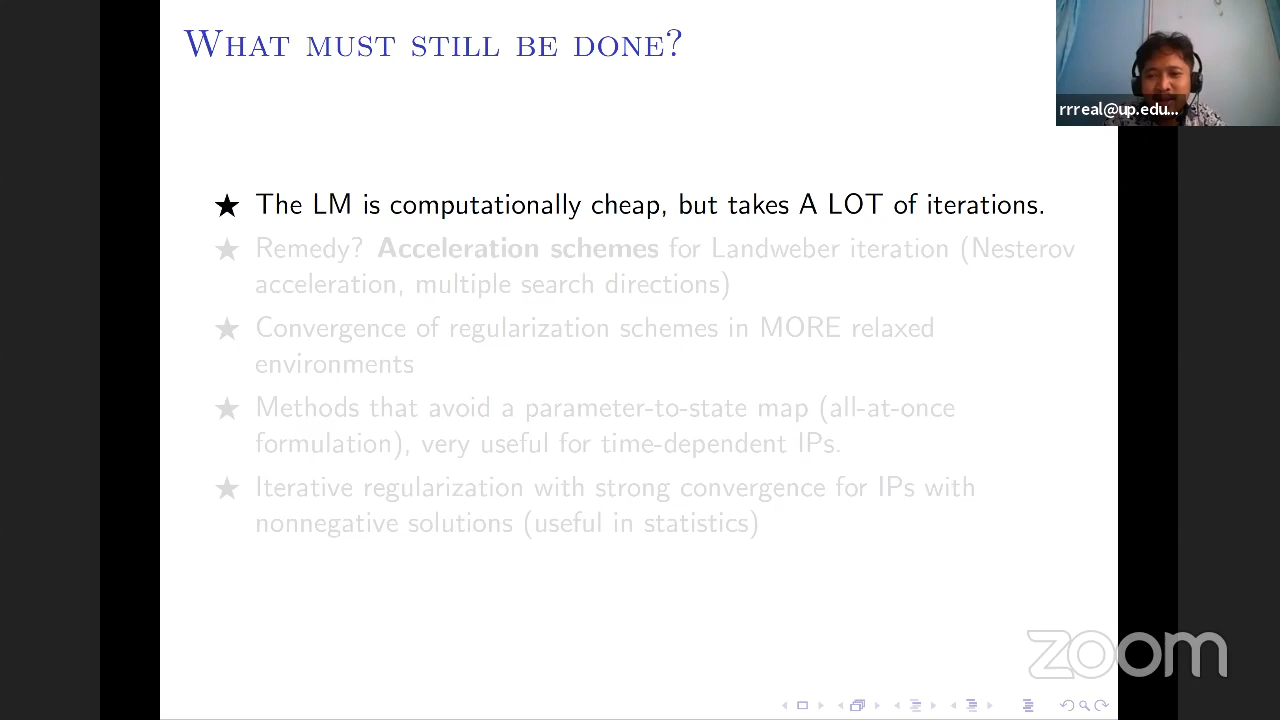 WHAT MUST STILL BE DONE?
rrreal@up.edu...
★ The LM is computationally cheap, but takes A LOT of iterations.
★ Remedy? Acceleration schemes for Landweber iteration (Nesterov
acceleration, multiple search directions)
★ Convergence of regularization schemes in MORE relaxed
environments
★ Methods that avoid a parameter-to-state map (all-at-once
formulation), very useful for time-dependent IPs.
★ Iterative regularization with strong convergence for IPs with
nonnegative solutions (useful in statistics)
zoom